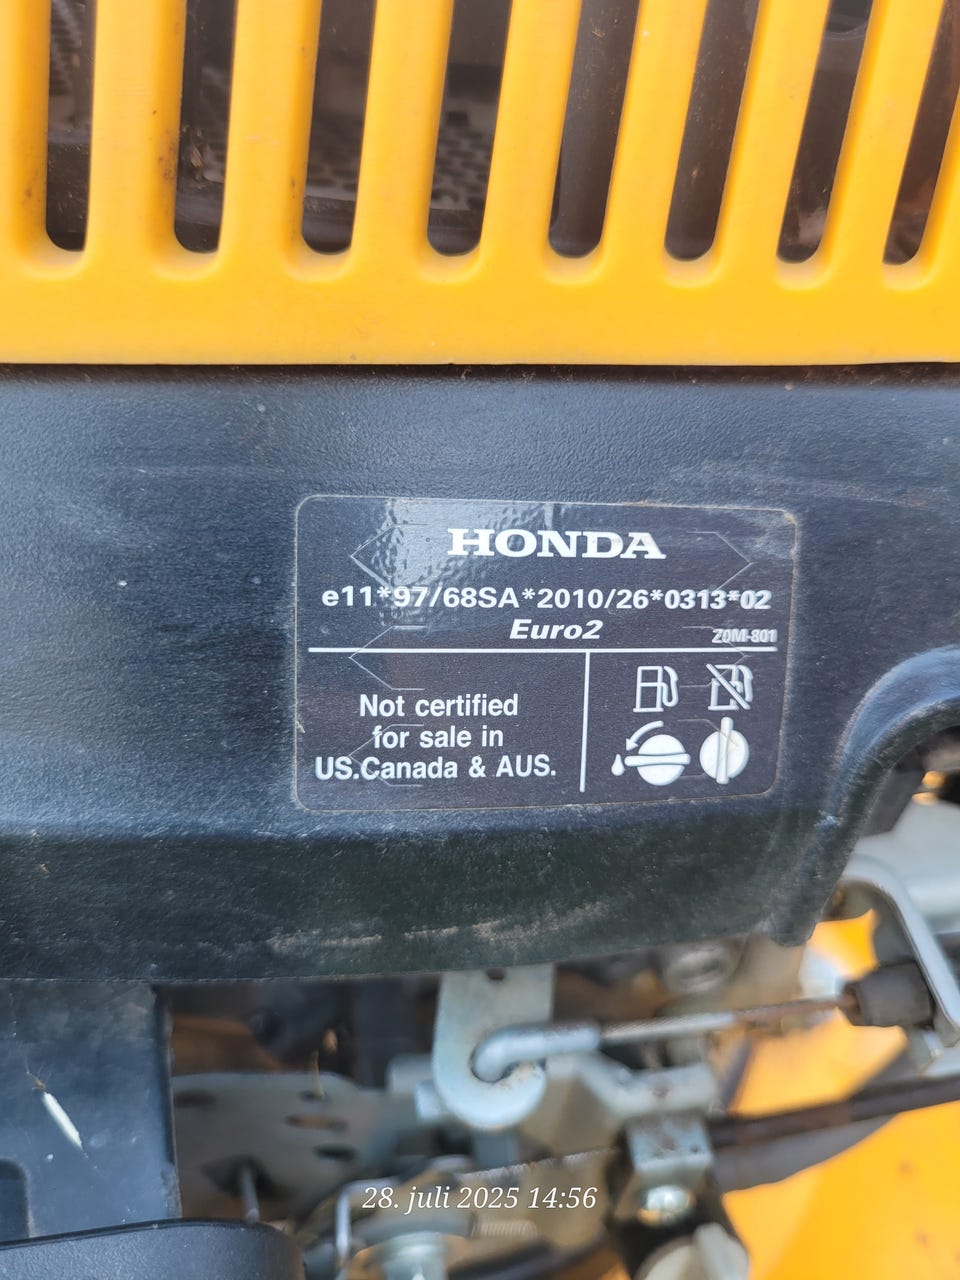 HONDA
e11*97/68SA*2010/26*0313*02
Euro2
Z0M-801
Not certified
for sale in
US.Canada & AUS.
28. juli 2025 14:56